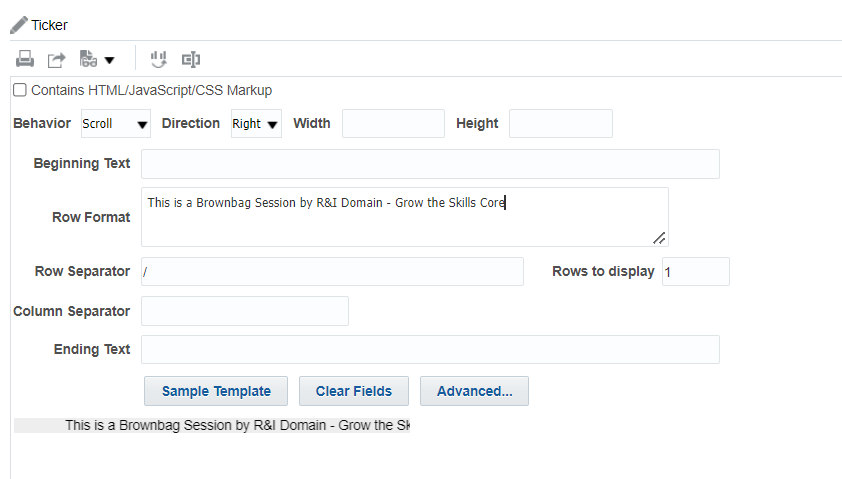 Ticker
Contains HTML/JavaScript/CSS Markup
Behavior Scroll Direction Right Width Height
Beginning Text
Row Format This is a Brownbag Session by R&I Domain - Grow the Skills Core
Row Separator / Rows to display 1
Column Separator
Ending Text
Sample Template Clear Fields Advanced...
This is a Brownbag Session by R&I Domain - Grow the Sk